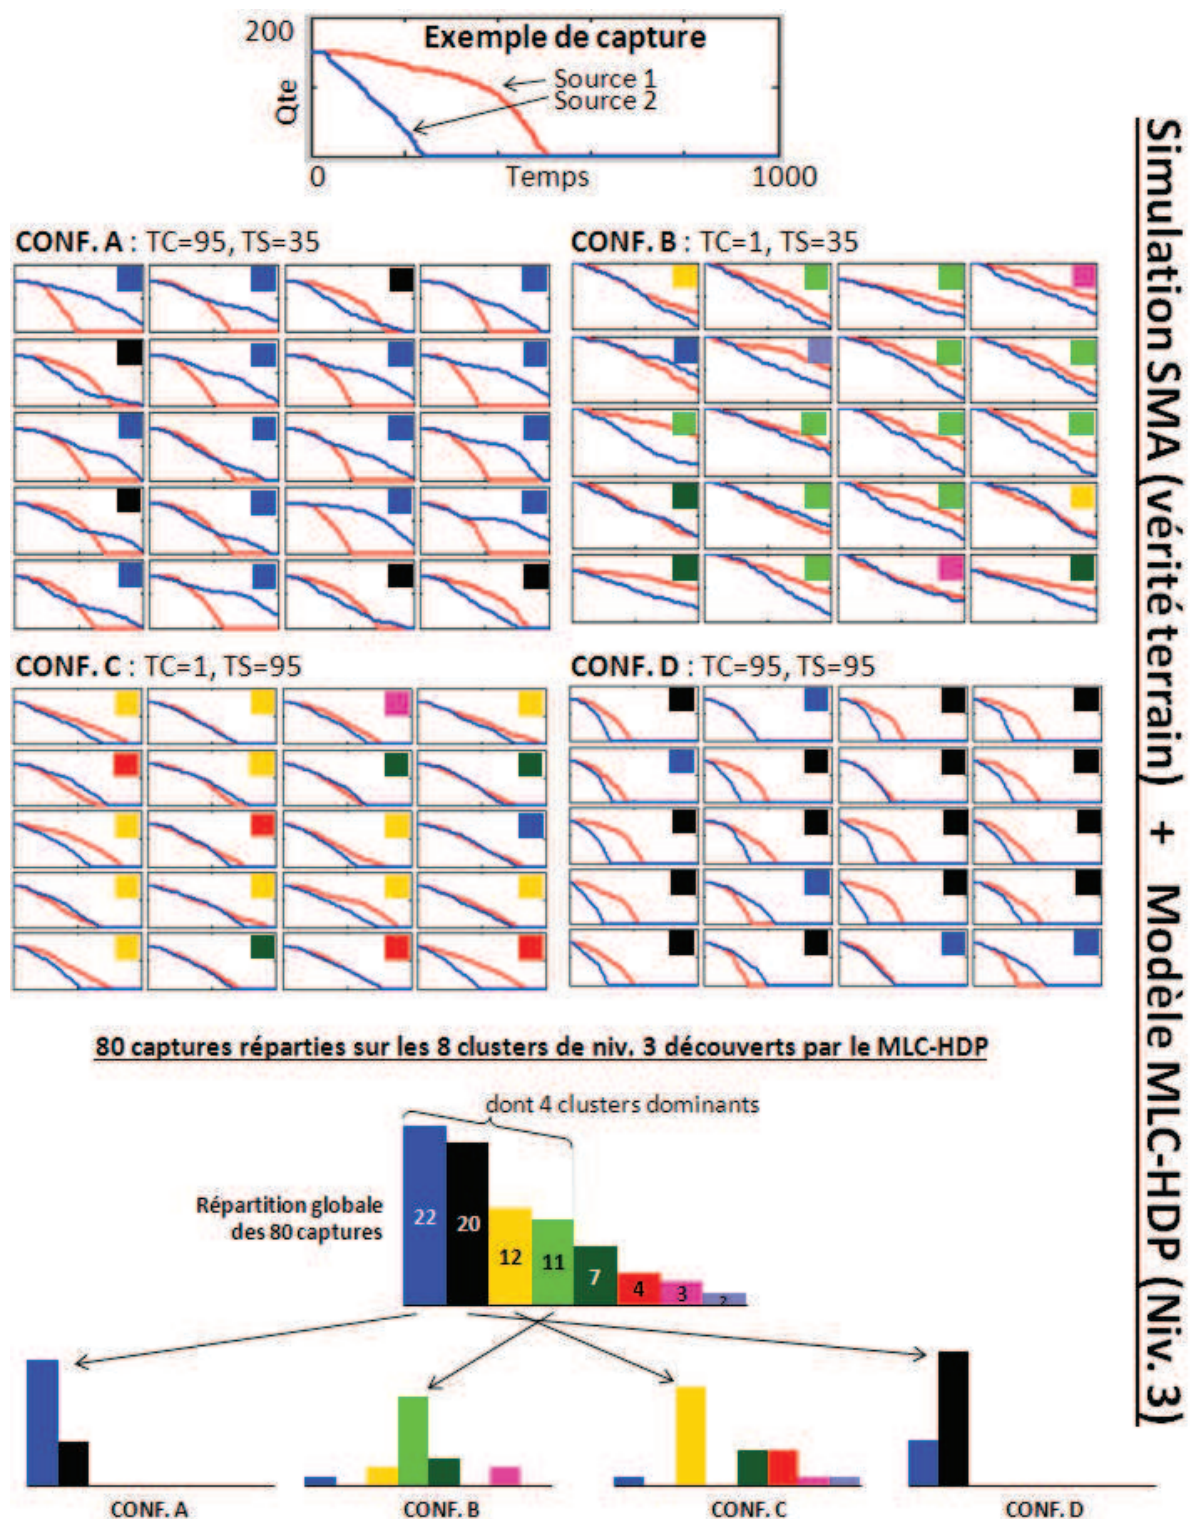 200
Exemple de capture
Source 1
Source 2
Qte
0
Temps
1000
CONF. A : TC=95, TS=35
CONF. B : TC=1, TS=35
CONF. C : TC=1, TS=95
CONF. D : TC=95, TS=95
80 captures réparties sur les 8 clusters de niv. 3 découverts par le MLC-HDP
dont 4 clusters dominants
Répartition globale
des 80 captures
22
20
12
11
7
4
3
2
CONF. A
CONF. B
CONF. C
CONF. D
Simulation SMA (vérité terrain) + Modèle MLC-HDP (Niv. 3)